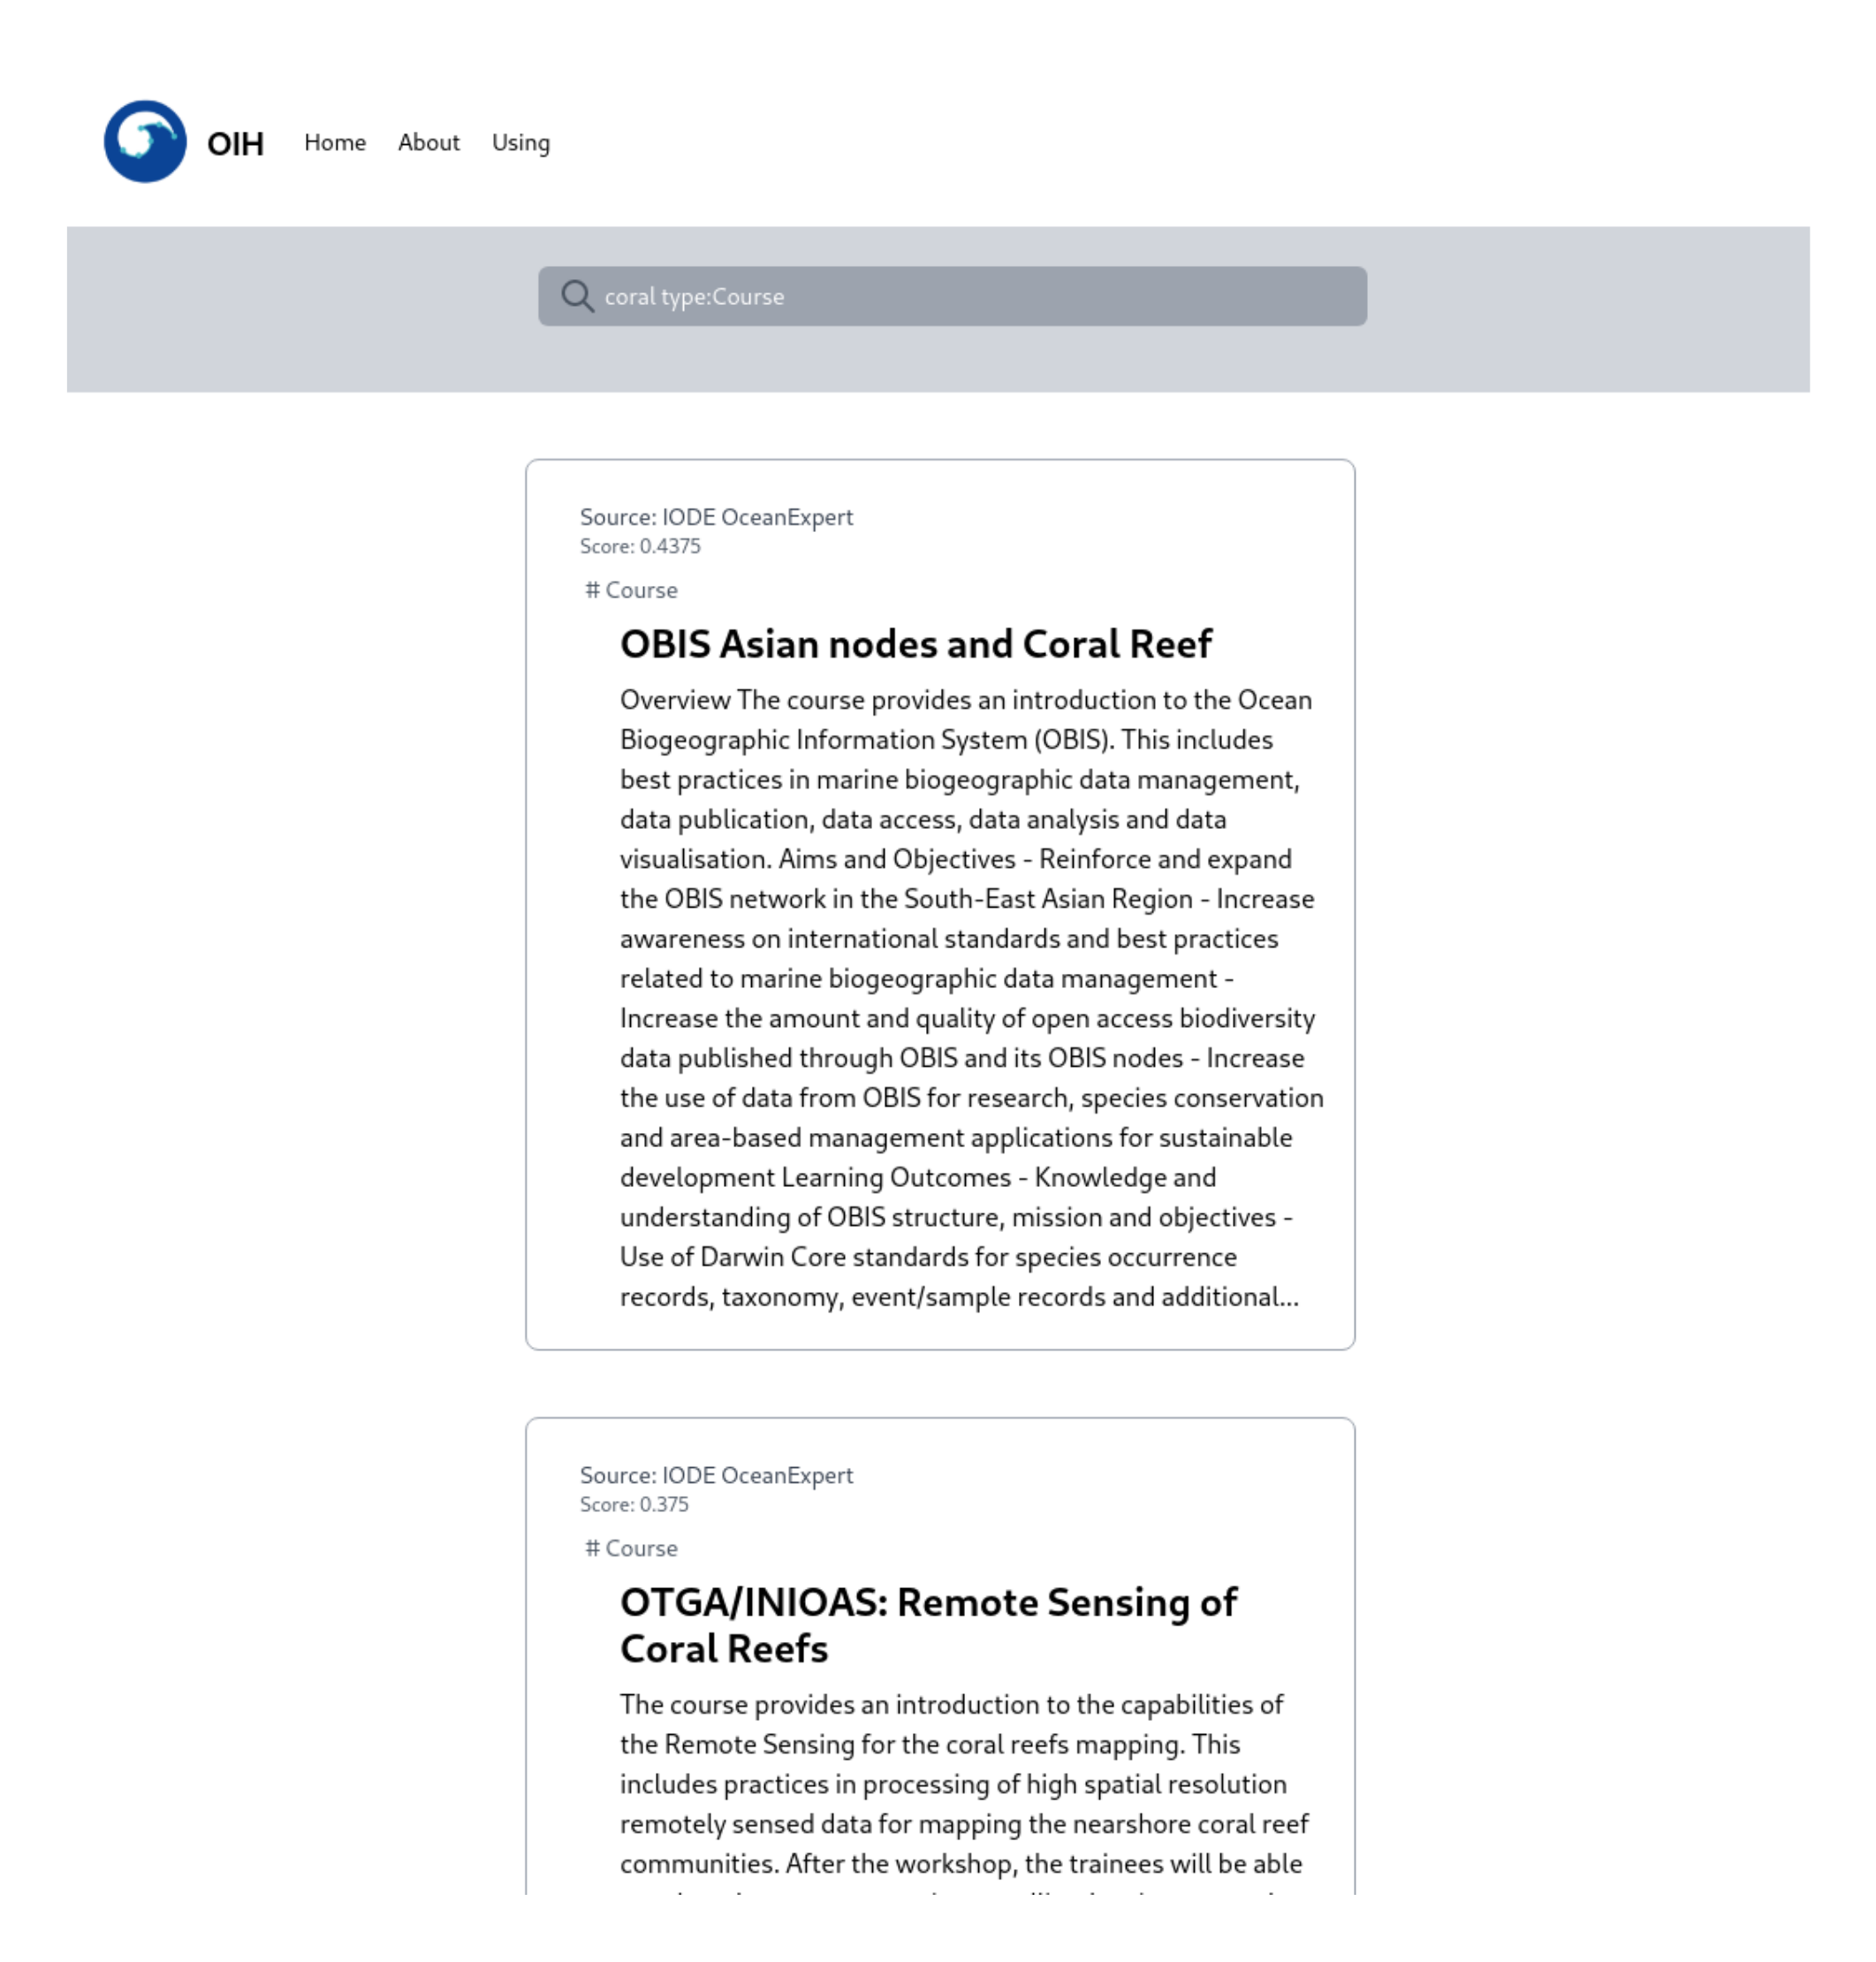 OIH Home About Using
coral type:Course
Source: IODE OceanExpert
Score: 0.4375
# Course
OBIS Asian nodes and Coral Reef
Overview The course provides an introduction to the Ocean
Biogeographic Information System (OBIS). This includes
best practices in marine biogeographic data management,
data publication, data access, data analysis and data
visualisation. Aims and Objectives - Reinforce and expand
the OBIS network in the South-East Asian Region - Increase
awareness on international standards and best practices
related to marine biogeographic data management -
Increase the amount and quality of open access biodiversity
data published through OBIS and its OBIS nodes - Increase
the use of data from OBIS for research, species conservation
and area-based management applications for sustainable
development Learning Outcomes - Knowledge and
understanding of OBIS structure, mission and objectives -
Use of Darwin Core standards for species occurrence
records, taxonomy, event/sample records and additional...
Source: IODE OceanExpert
Score: 0.375
# Course
OTGA/INIOAS: Remote Sensing of
Coral Reefs
The course provides an introduction to the capabilities of
the Remote Sensing for the coral reefs mapping. This
includes practices in processing of high spatial resolution
remotely sensed data for mapping the nearshore coral reef
communities. After the workshop, the trainees will be able